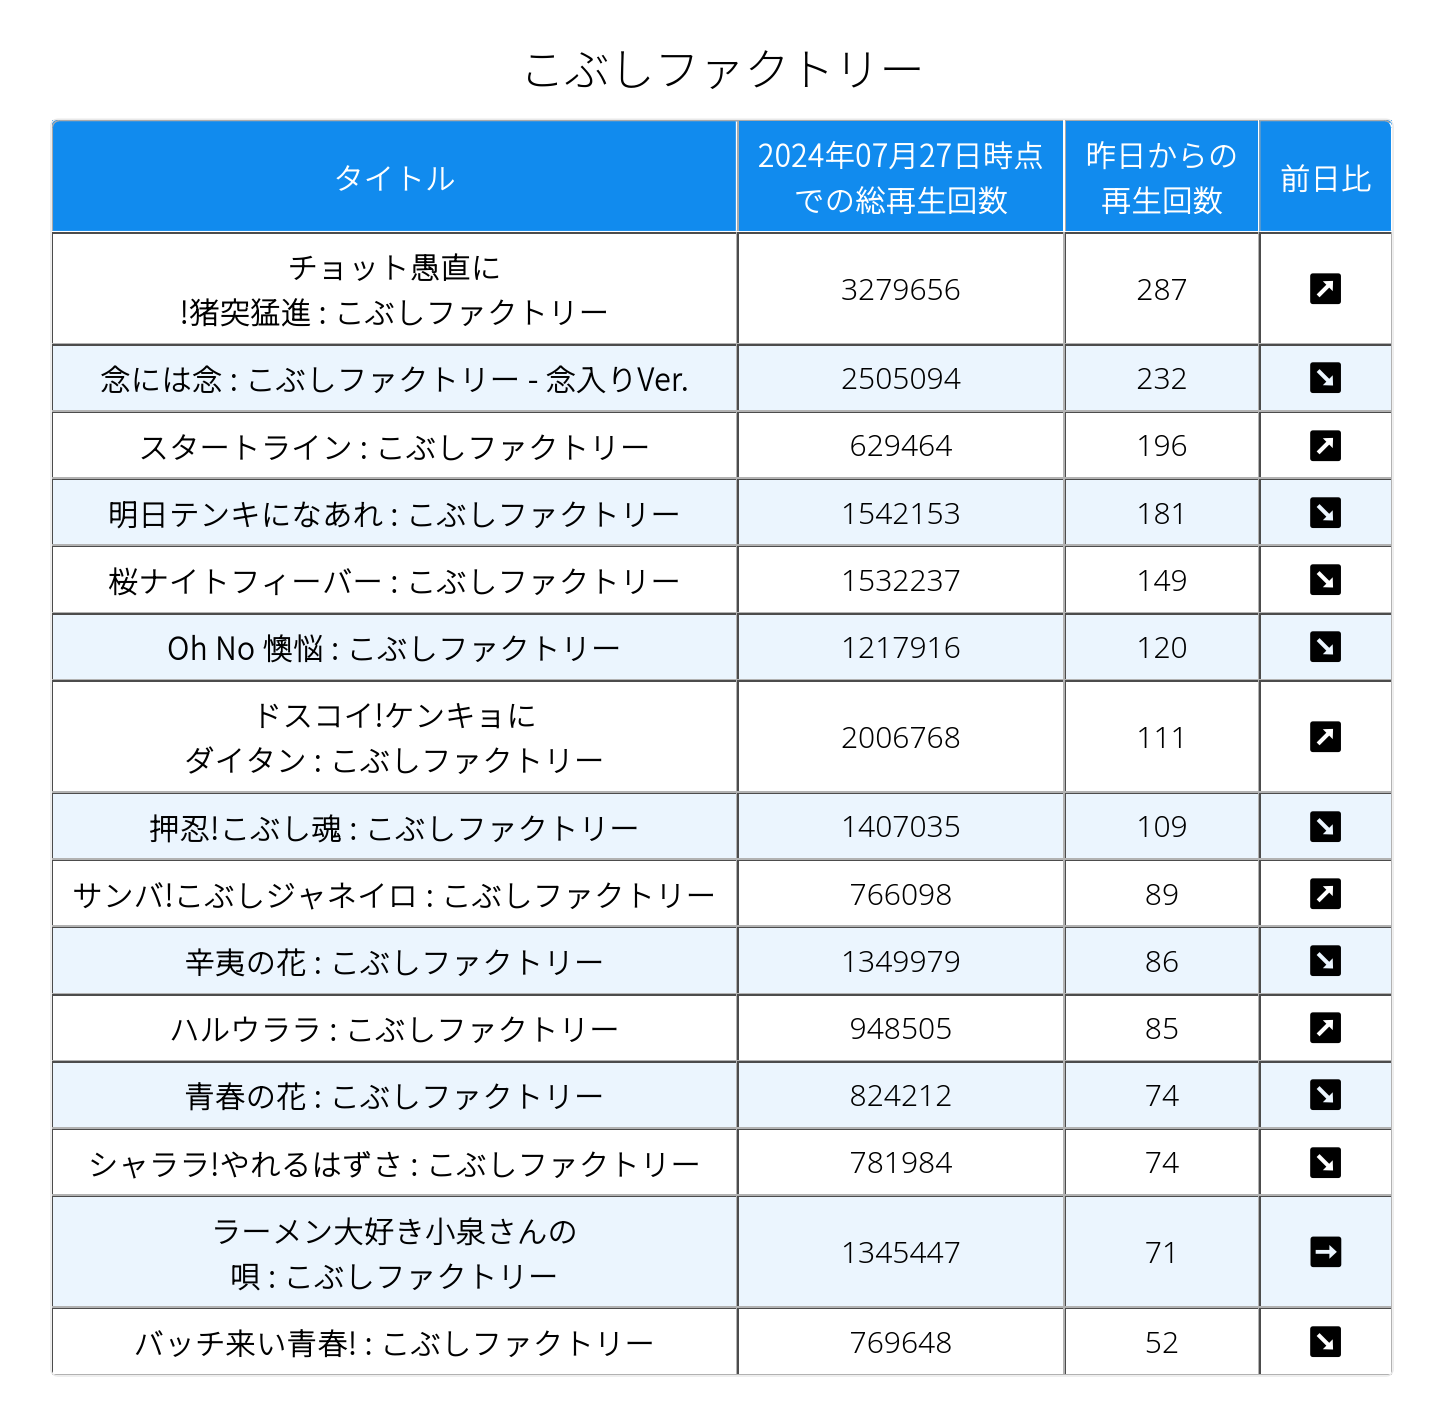 こぶしファクトリー
タイトル
2024年07月27日時点
での総再生回数
昨日からの
再生回数
前日比
チョット愚直に
!猪突猛進 : こぶしファクトリー
3279656
287
念には念 : こぶしファクトリー - 念入りVer.
2505094
232
スタートライン : こぶしファクトリー
629464
196
明日テンキになあれ : こぶしファクトリー
1542153
181
桜ナイトフィーバー : こぶしファクトリー
1532237
149
Oh No 懊悩 : こぶしファクトリー
1217916
120
ドスコイ!ケンキョに
ダイタン : こぶしファクトリー
2006768
111
押忍!こぶし魂 : こぶしファクトリー
1407035
109
サンバ!こぶしジャネイロ : こぶしファクトリー
766098
89
辛夷の花 : こぶしファクトリー
1349979
86
ハルウララ : こぶしファクトリー
948505
85
青春の花 : こぶしファクトリー
824212
74
シャララ!やれるはずさ : こぶしファクトリー
781984
74
ラーメン大好き小泉さんの
唄 : こぶしファクトリー
1345447
71
バッチ来い青春! : こぶしファクトリー
769648
52